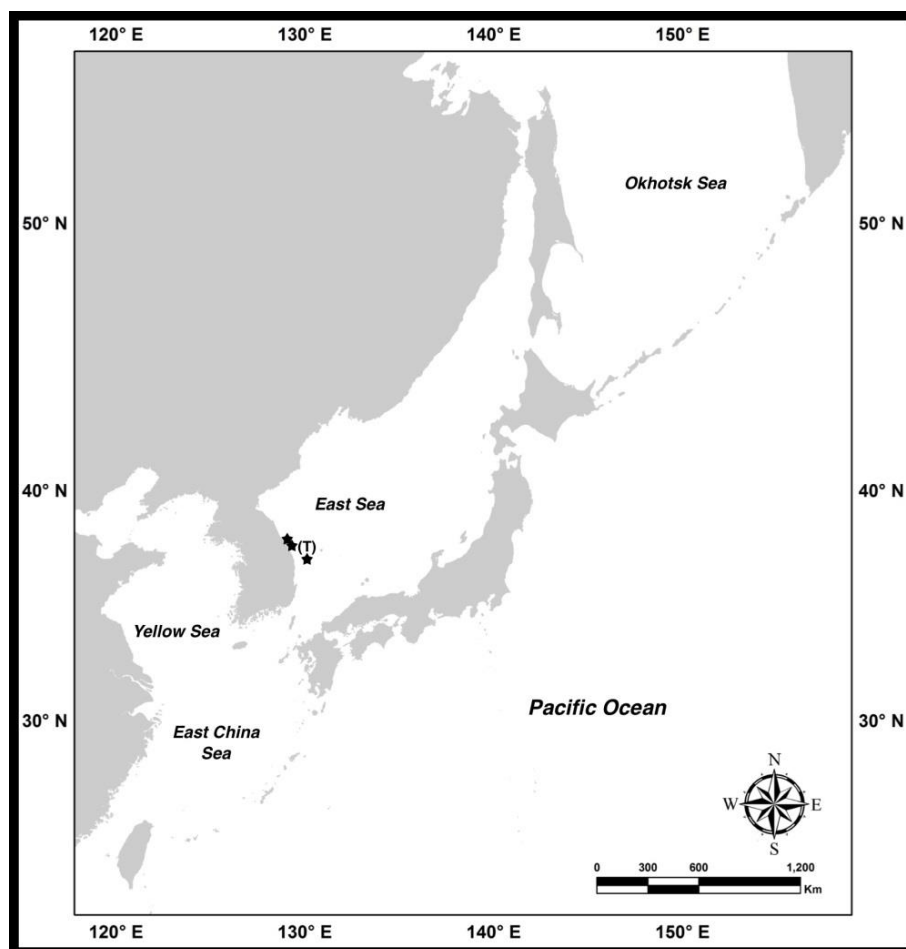 120° E 130° E 140° E 150° E
Okhotsk Sea
50° N 50° N
40° N 40° N
East Sea
(T)
Yellow Sea
Pacific Ocean
30° N 30° N
East China
Sea
N
W E
S
0 300 600 1,200
Km
120° E 130° E 140° E 150° E